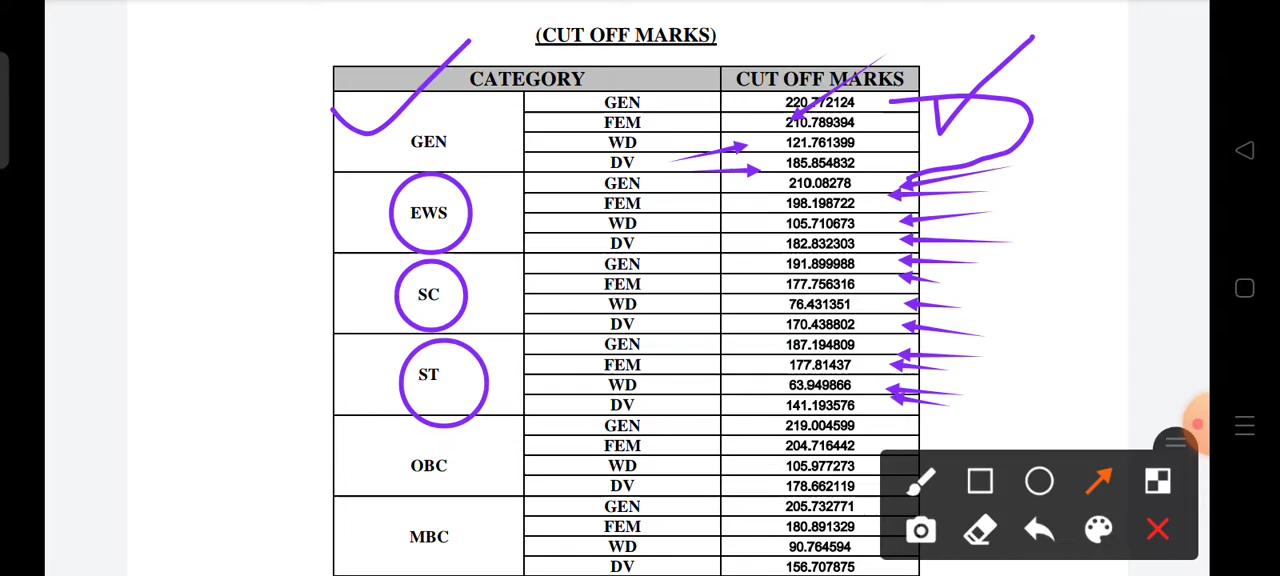 (CUT OFF MARKS)
CATEGORY CUT OFF MARKS
GEN GEN 220.772124
FEM 210.789394
WD 121.761399
DV 185.854832
EWS GEN 210.08278
FEM 198.198722
WD 105.710673
DV 182.832303
SC GEN 191.899988
FEM 177.756316
WD 76.431351
DV 170.438802
ST GEN 187.194809
FEM 177.81437
WD 63.949866
DV 141.193576
OBC GEN 219.004599
FEM 204.716442
WD 105.977273
DV 178.662119
MBC GEN 205.732771
FEM 180.891329
WD 90.764594
DV 156.707875